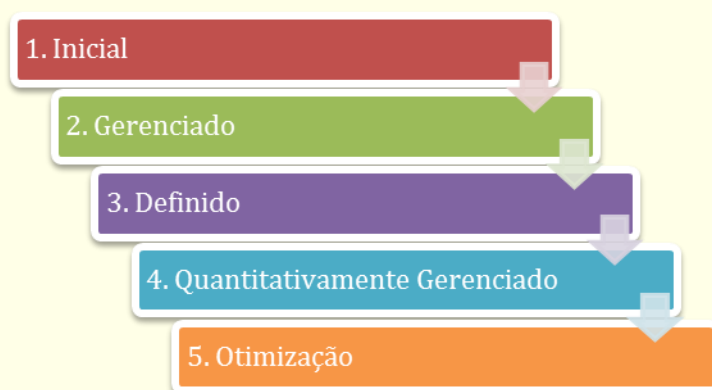 1. Inicial
2. Gerenciado
3. Definido
4. Quantitativamente Gerenciado
5. Otimização